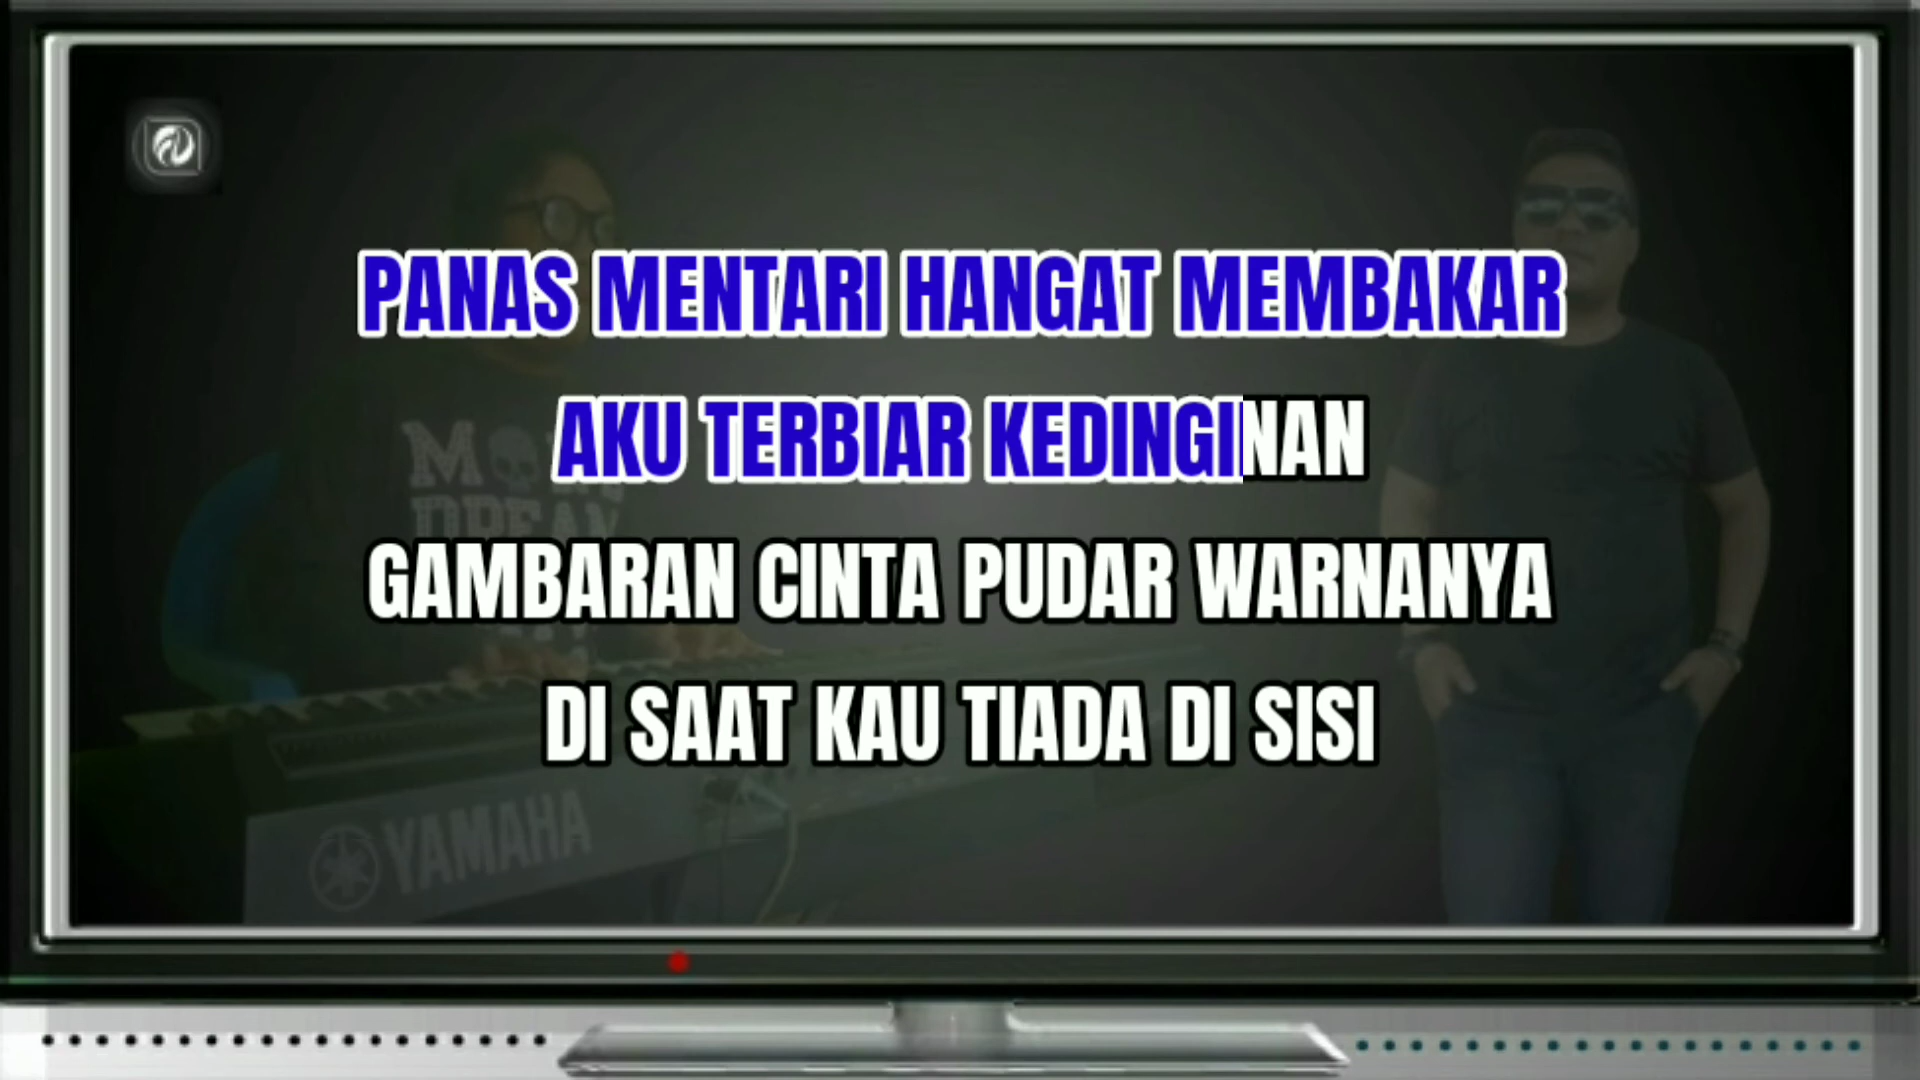 PANAS MENTARI HANGAT MEMBAKAR
AKU TERBIAR KEDINGINAN
GAMBARAN CINTA PUDAR WARNANYA
DI SAAT KAU TIADA DI SISI
YAMAHA